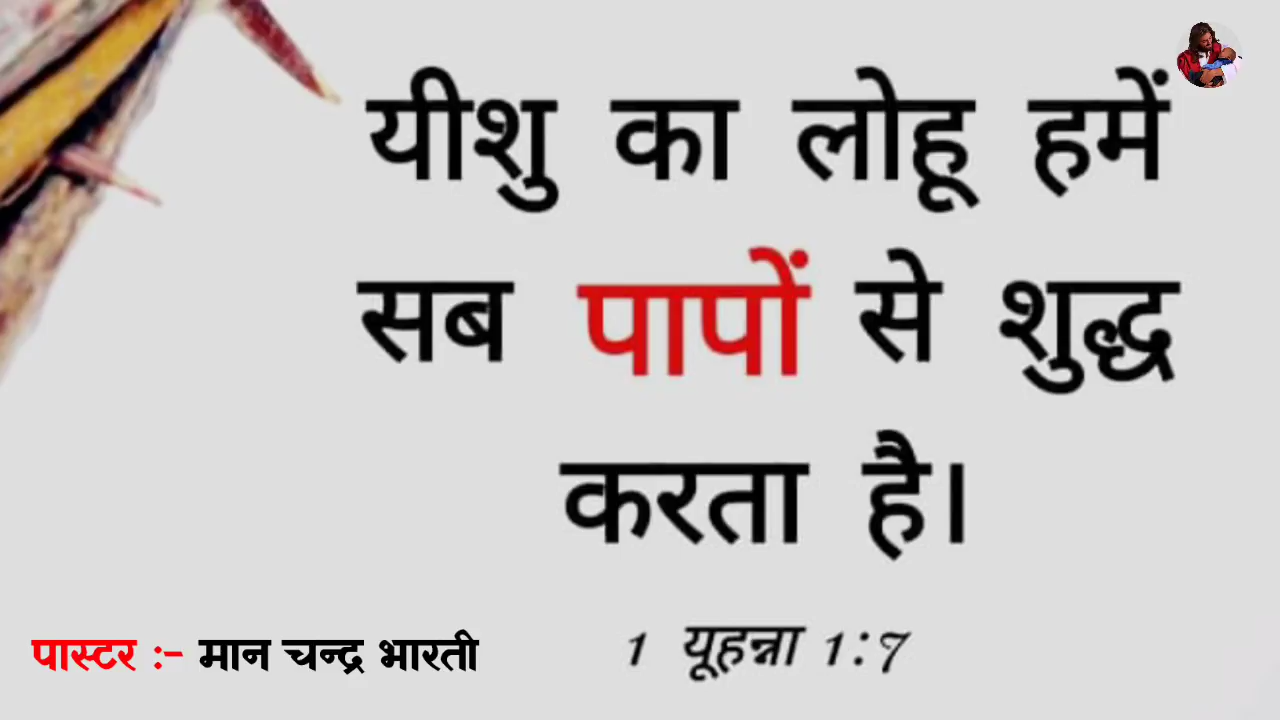 यीशु का लोहू हमें
सब पापों से शुद्ध
करता है।
1 यूहन्ना 1:7
पास्टर :- मान चन्द्र भारती